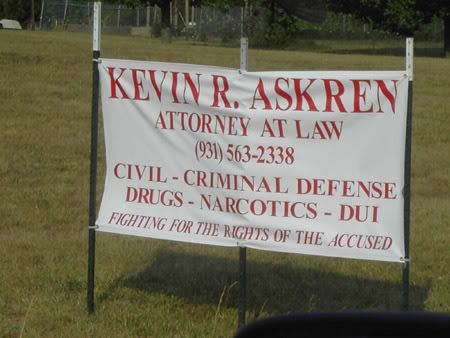 KEVIN R. ASKREN
ATTORNEY AT LAW
(931) 563-2338
CIVIL - CRIMINAL DEFENSE
DRUGS - NARCOTICS - DUI
FIGHTING FOR THE RIGHTS OF THE ACCUSED